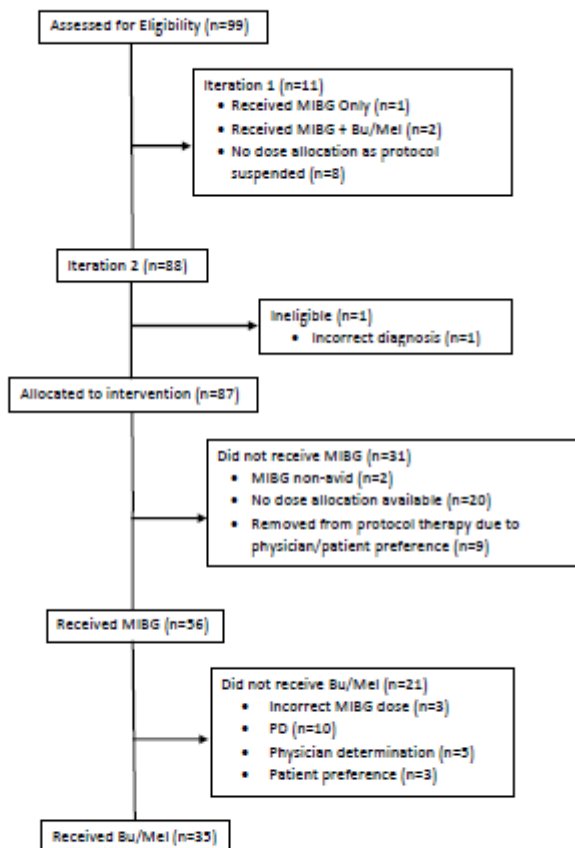 Assessed for Eligibility (n=99)
Iteration 1 (n=11)
• Received MIBG Only (n=1)
• Received MIBG + Bu/Mel (n=2)
• No dose allocation as protocol
suspended (n=8)
Iteration 2 (n=88)
Ineligible (n=1)
• Incorrect diagnosis (n=1)
Allocated to intervention (n=87)
Did not receive MIBG (n=31)
• MIBG non-avid (n=2)
• No dose allocation available (n=20)
• Removed from protocol therapy due to
physician/patient preference (n=9)
Received MIBG (n=56)
Did not receive Bu/Mel (n=21)
• Incorrect MIBG dose (n=3)
• PD (n=10)
• Physician determination (n=5)
• Patient preference (n=3)
Received Bu/Mel (n=35)